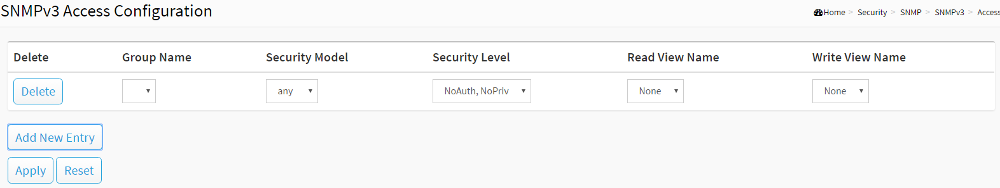 SNMPv3 Access Configuration
Home > Security > SNMP > SNMPv3 > Access
Delete Group Name Security Model Security Level Read View Name Write View Name
Delete any NoAuth, NoPriv None None
Add New Entry
Apply Reset